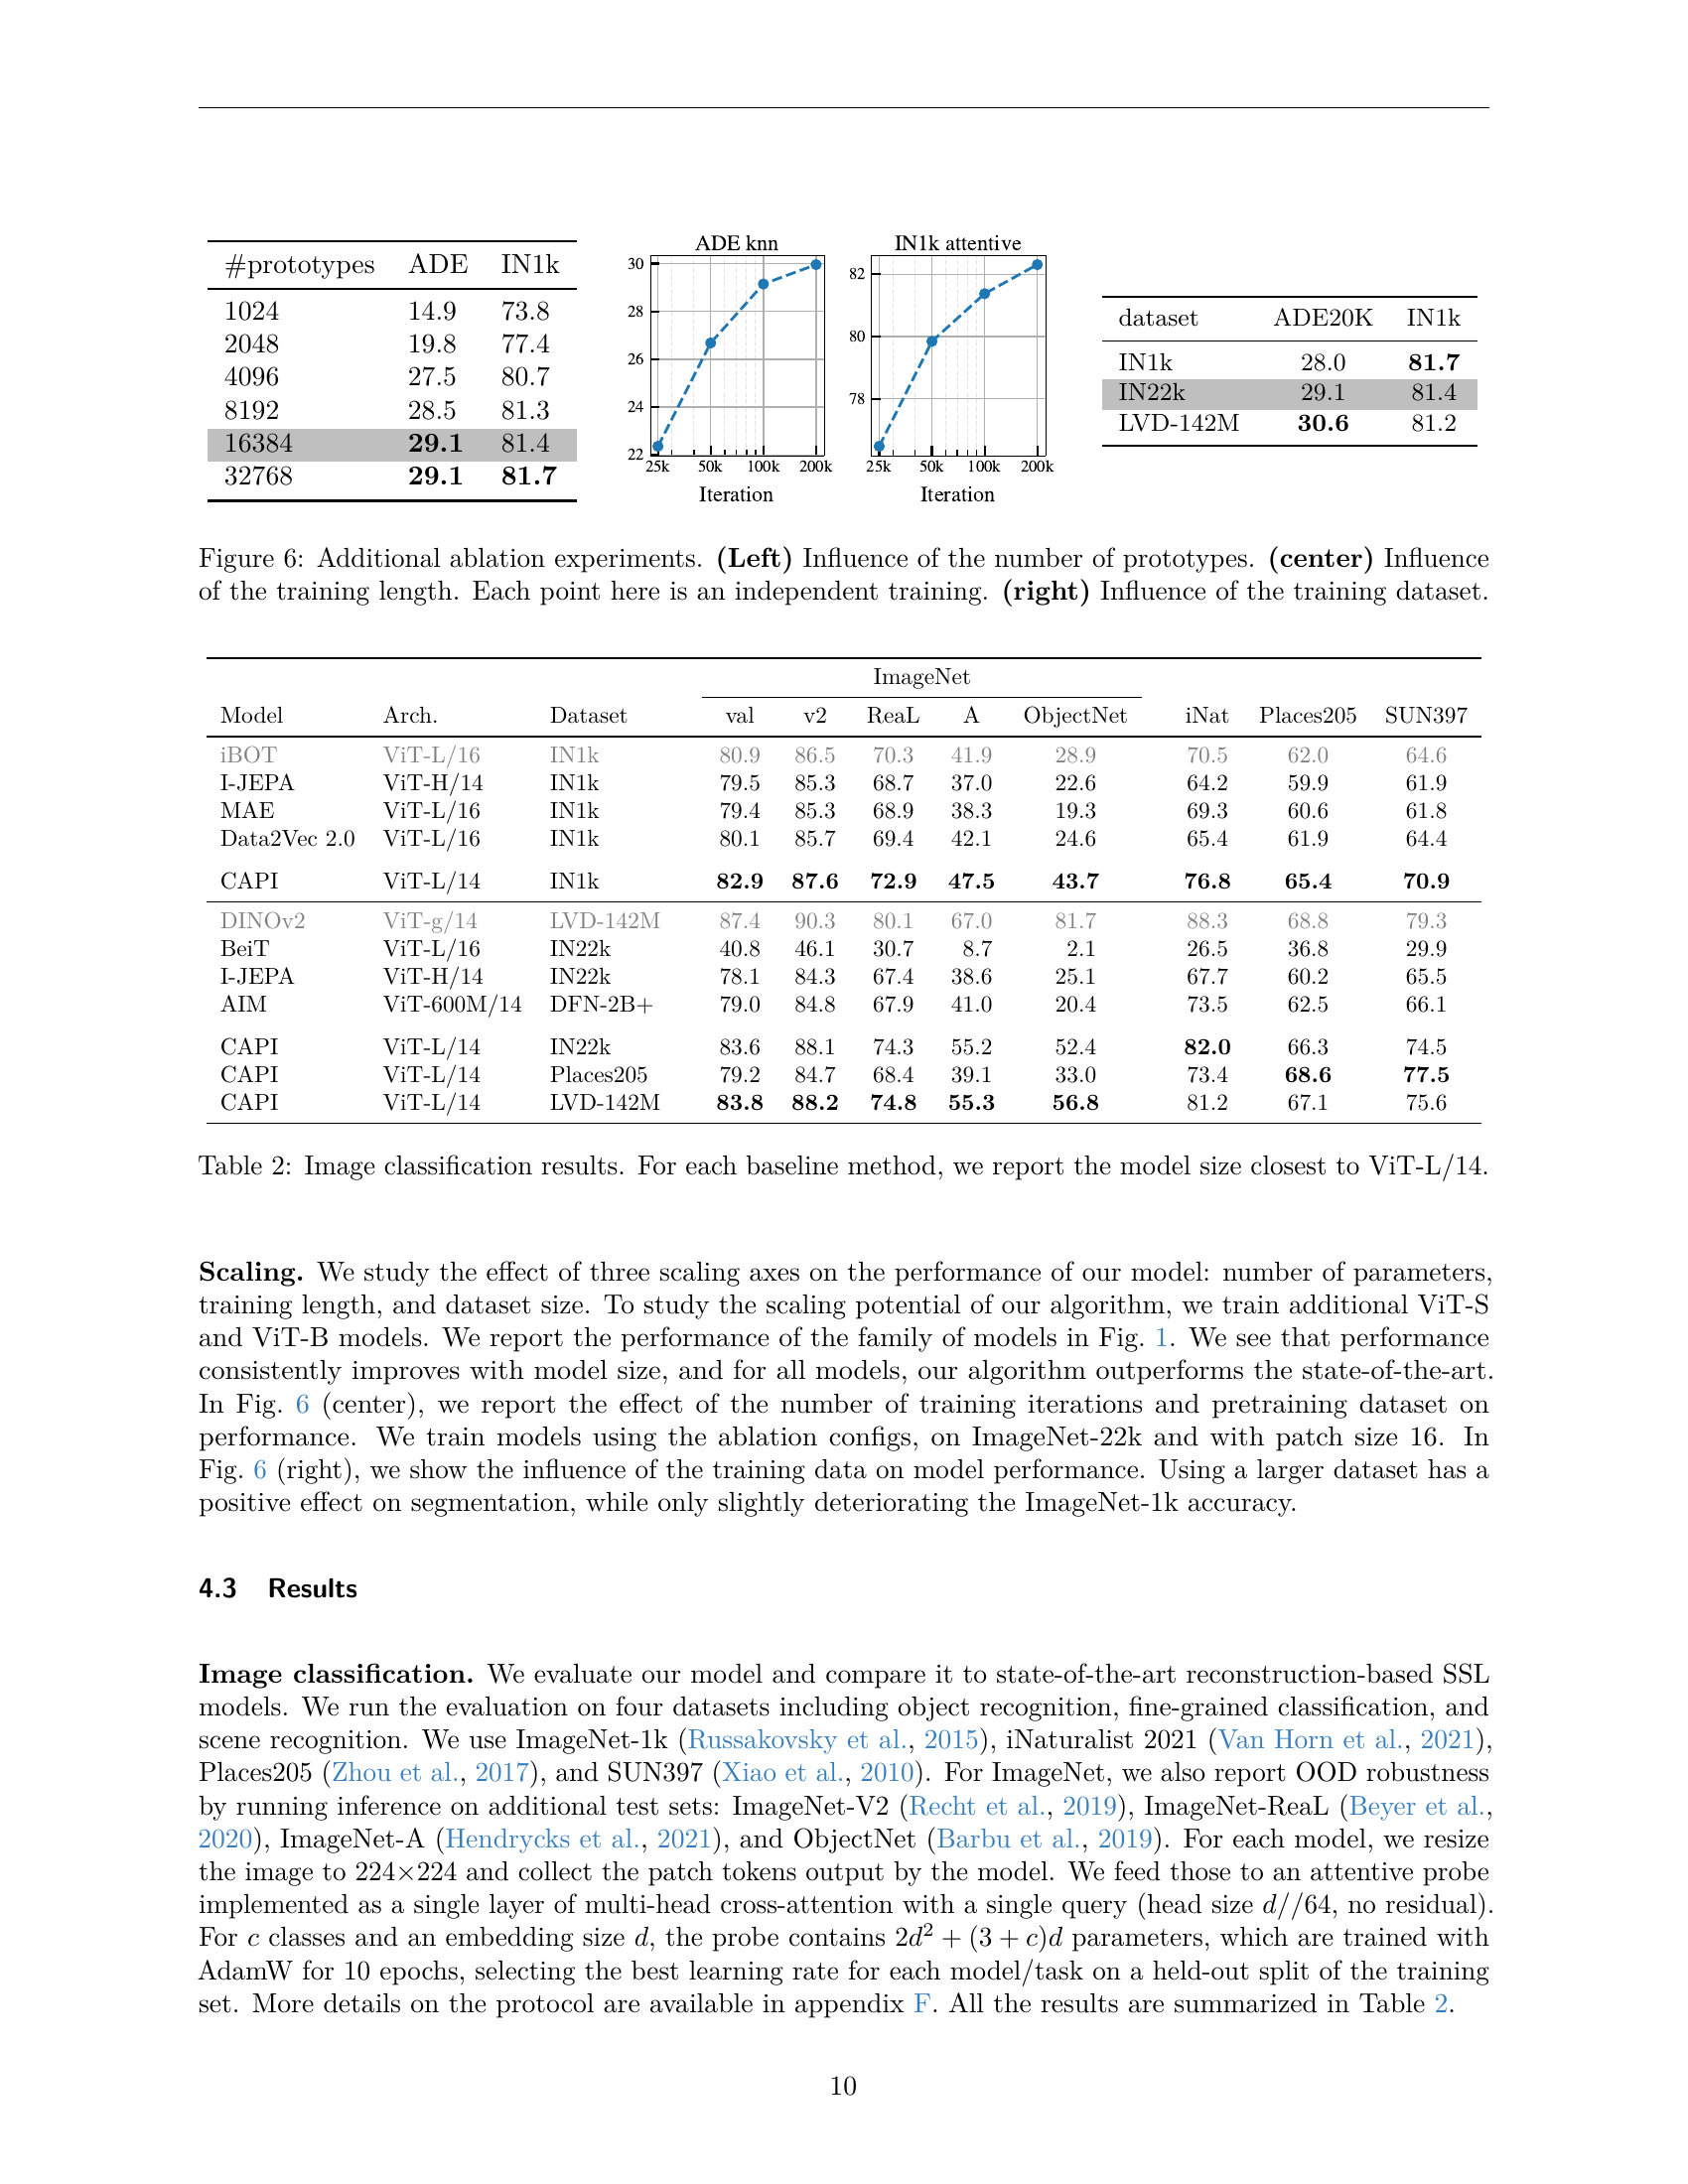 #prototypes ADE IN1k
1024 14.9 73.8
2048 19.8 77.4
4096 27.5 80.7
8192 28.5 81.3
16384 29.1 81.4
32768 29.1 81.7
ADE knn
30
28
26
24
22
25k 50k 100k 200k
Iteration
IN1k attentive
82
80
78
25k 50k 100k 200k
Iteration
dataset ADE20K IN1k
IN1k 28.0 81.7
IN22k 29.1 81.4
LVD-142M 30.6 81.2
Figure 6: Additional ablation experiments. (Left) Influence of the number of prototypes. (center) Influence
of the training length. Each point here is an independent training. (right) Influence of the training dataset.
ImageNet
Model Arch. Dataset val v2 ReaL A ObjectNet iNat Places205 SUN397
iBOT ViT-L/16 IN1k 80.9 86.5 70.3 41.9 28.9 70.5 62.0 64.6
I-JEPA ViT-H/14 IN1k 79.5 85.3 68.7 37.0 22.6 64.2 59.9 61.9
MAE ViT-L/16 IN1k 79.4 85.3 68.9 38.3 19.3 69.3 60.6 61.8
Data2Vec 2.0 ViT-L/16 IN1k 80.1 85.7 69.4 42.1 24.6 65.4 61.9 64.4
CAPI ViT-L/14 IN1k 82.9 87.6 72.9 47.5 43.7 76.8 65.4 70.9
DINOv2 ViT-g/14 LVD-142M 87.4 90.3 80.1 67.0 81.7 88.3 68.8 79.3
BeiT ViT-L/16 IN22k 40.8 46.1 30.7 8.7 2.1 26.5 36.8 29.9
I-JEPA ViT-H/14 IN22k 78.1 84.3 67.4 38.6 25.1 67.7 60.2 65.5
AIM ViT-600M/14 DFN-2B+ 79.0 84.8 67.9 41.0 20.4 73.5 62.5 66.1
CAPI ViT-L/14 IN22k 83.6 88.1 74.3 55.2 52.4 82.0 66.3 74.5
CAPI ViT-L/14 Places205 79.2 84.7 68.4 39.1 33.0 73.4 68.6 77.5
CAPI ViT-L/14 LVD-142M 83.8 88.2 74.8 55.3 56.8 81.2 67.1 75.6
Table 2: Image classification results. For each baseline method, we report the model size closest to ViT-L/14.
Scaling. We study the effect of three scaling axes on the performance of our model: number of parameters,
training length, and dataset size. To study the scaling potential of our algorithm, we train additional ViT-S
and ViT-B models. We report the performance of the family of models in Fig. 1. We see that performance
consistently improves with model size, and for all models, our algorithm outperforms the state-of-the-art.
In Fig. 6 (center), we report the effect of the number of training iterations and pretraining dataset on
performance. We train models using the ablation configs, on ImageNet-22k and with patch size 16. In
Fig. 6 (right), we show the influence of the training data on model performance. Using a larger dataset has a
positive effect on segmentation, while only slightly deteriorating the ImageNet-1k accuracy.
4.3 Results
Image classification. We evaluate our model and compare it to state-of-the-art reconstruction-based SSL
models. We run the evaluation on four datasets including object recognition, fine-grained classification, and
scene recognition. We use ImageNet-1k (Russakovsky et al., 2015), iNaturalist 2021 (Van Horn et al., 2021),
Places205 (Zhou et al., 2017), and SUN397 (Xiao et al., 2010). For ImageNet, we also report OOD robustness
by running inference on additional test sets: ImageNet-V2 (Recht et al., 2019), ImageNet-ReaL (Beyer et al.,
2020), ImageNet-A (Hendrycks et al., 2021), and ObjectNet (Barbu et al., 2019). For each model, we resize
the image to 224×224 and collect the patch tokens output by the model. We feed those to an attentive probe
implemented as a single layer of multi-head cross-attention with a single query (head size d//64, no residual).
For c classes and an embedding size d, the probe contains 2d² + (3 + c)d parameters, which are trained with
AdamW for 10 epochs, selecting the best learning rate for each model/task on a held-out split of the training
set. More details on the protocol are available in appendix F. All the results are summarized in Table 2.
10